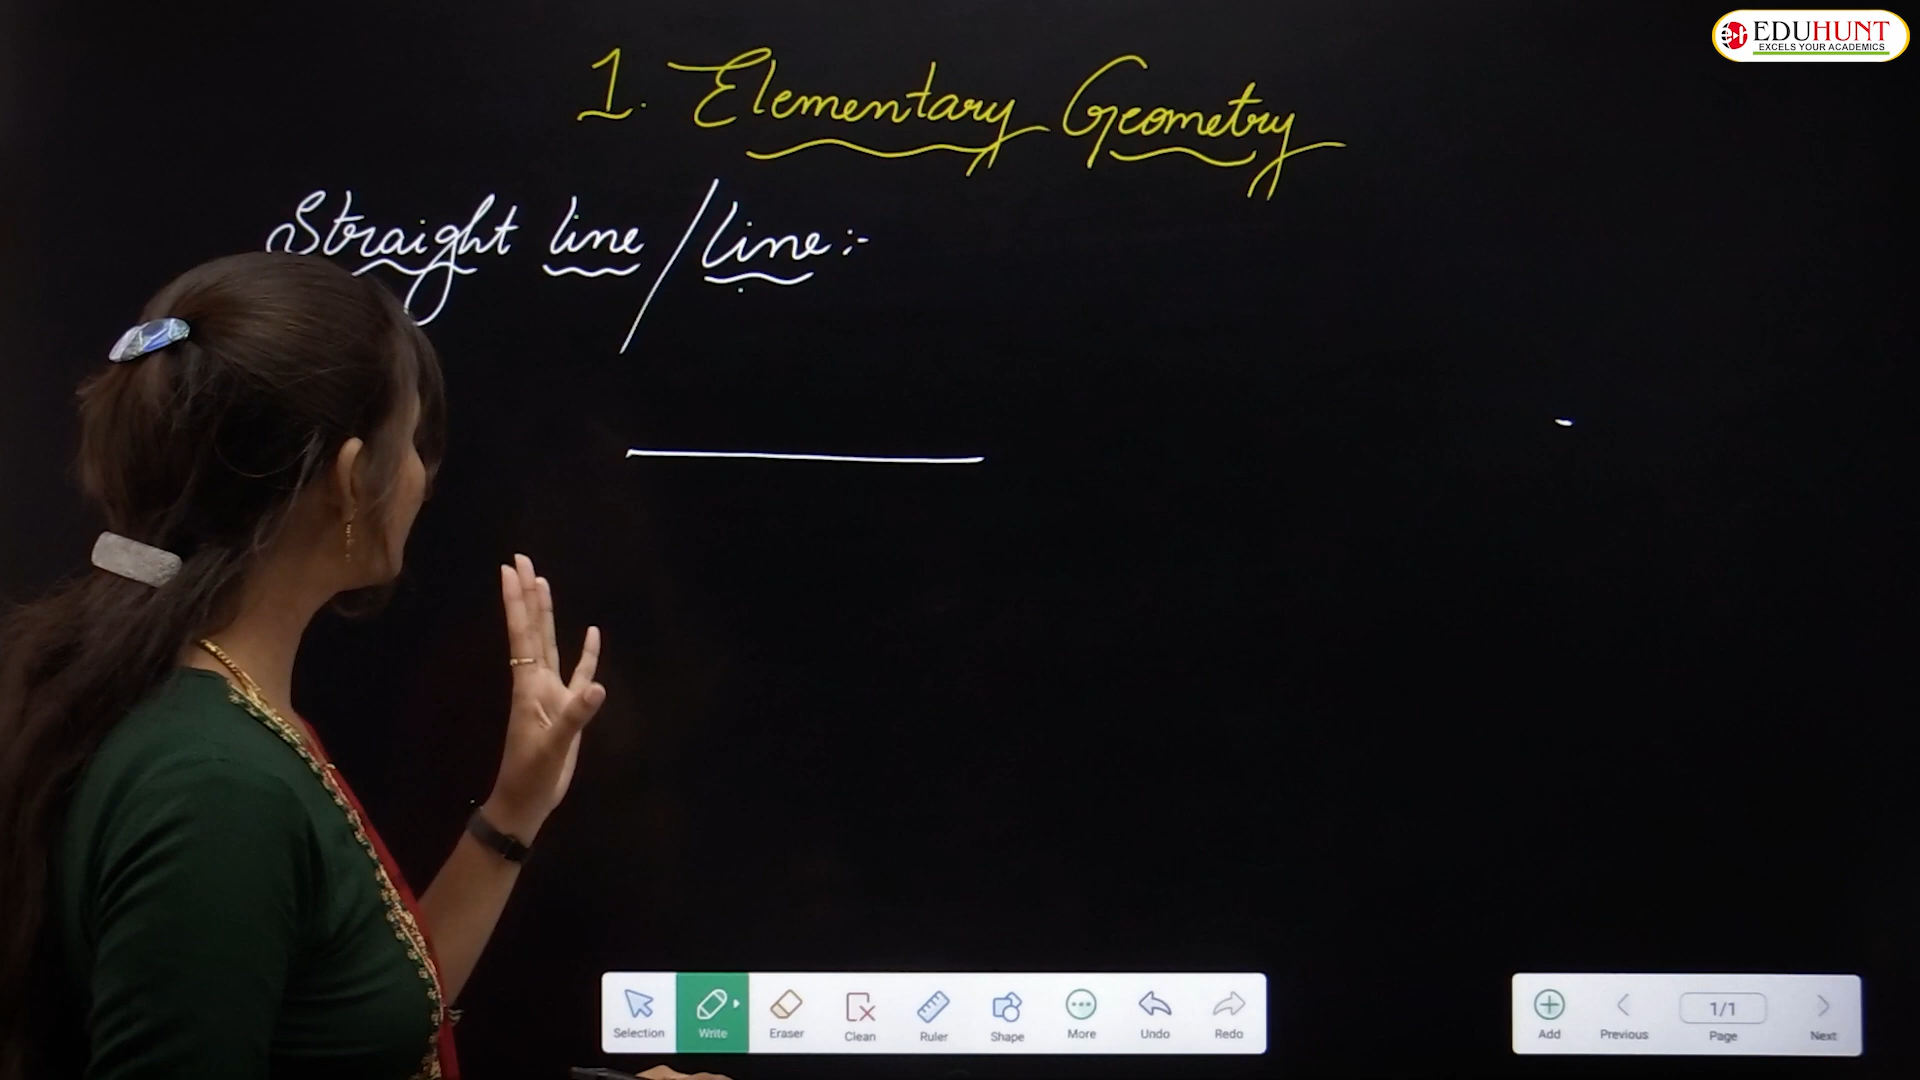 EDUHUNT
EXCELS YOUR ACADEMICS
1. Elementary Geometry
Straight line / line :-
Selection Write Eraser Clean Ruler Shape More Undo Redo
Add Previous 1/1 Page Next